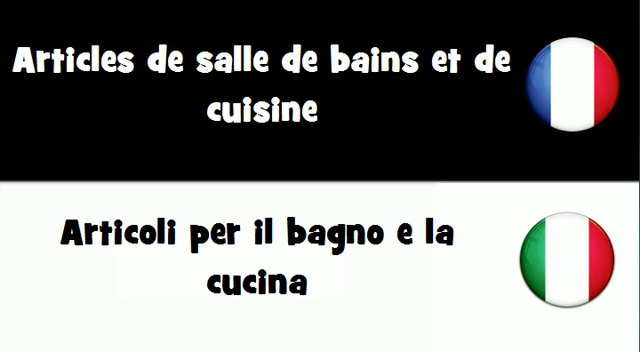 Articles de salle de bains et de
cuisine
Articoli per il bagno e la
cucina